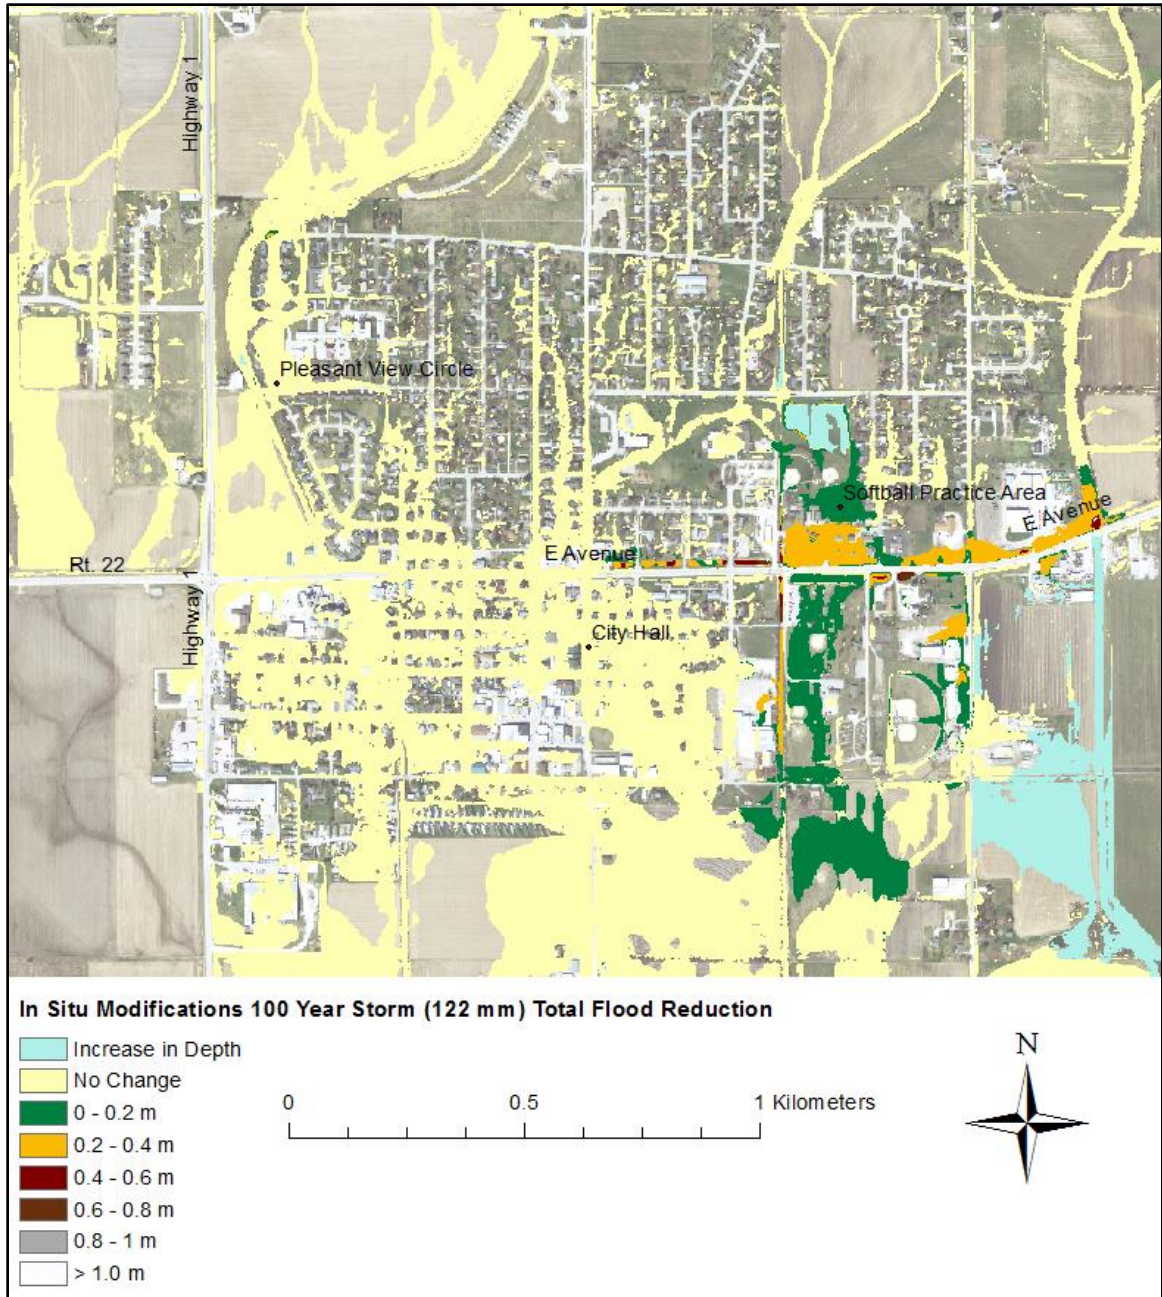 Highway 1
Pleasant View Circle
Softball Practice Area
E Avenue
E Avenue
Rt. 22
Highway 1
City Hall
In Situ Modifications 100 Year Storm (122 mm) Total Flood Reduction
Increase in Depth
No Change
0 - 0.2 m
0.2 - 0.4 m
0.4 - 0.6 m
0.6 - 0.8 m
0.8 - 1 m
> 1.0 m
0 0.5 1 Kilometers
N